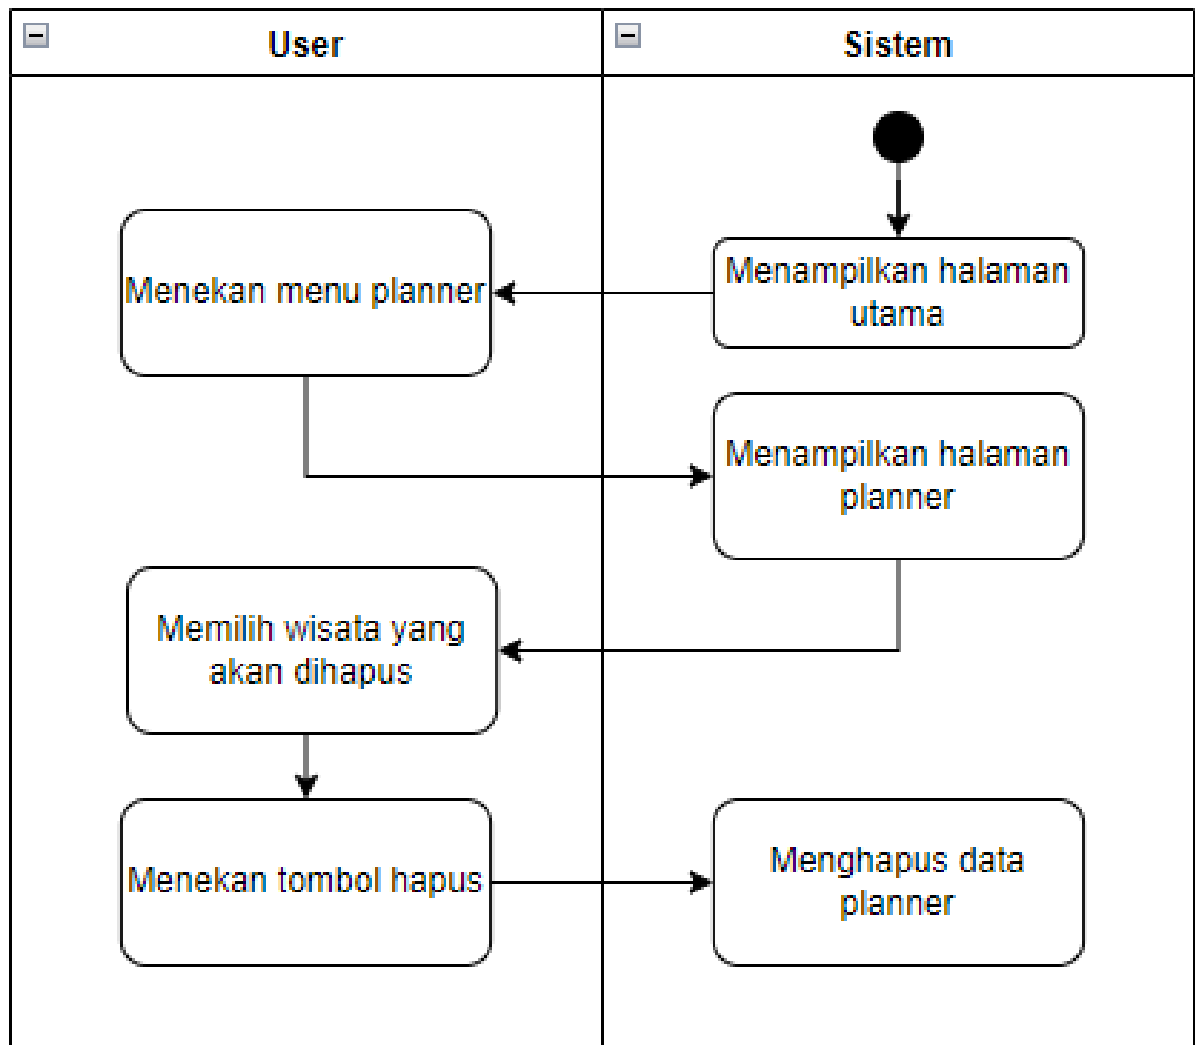 User
Sistem
Menampilkan halaman
utama
Menekan menu planner
Menampilkan halaman
planner
Memilih wisata yang
akan dihapus
Menekan tombol hapus
Menghapus data
planner